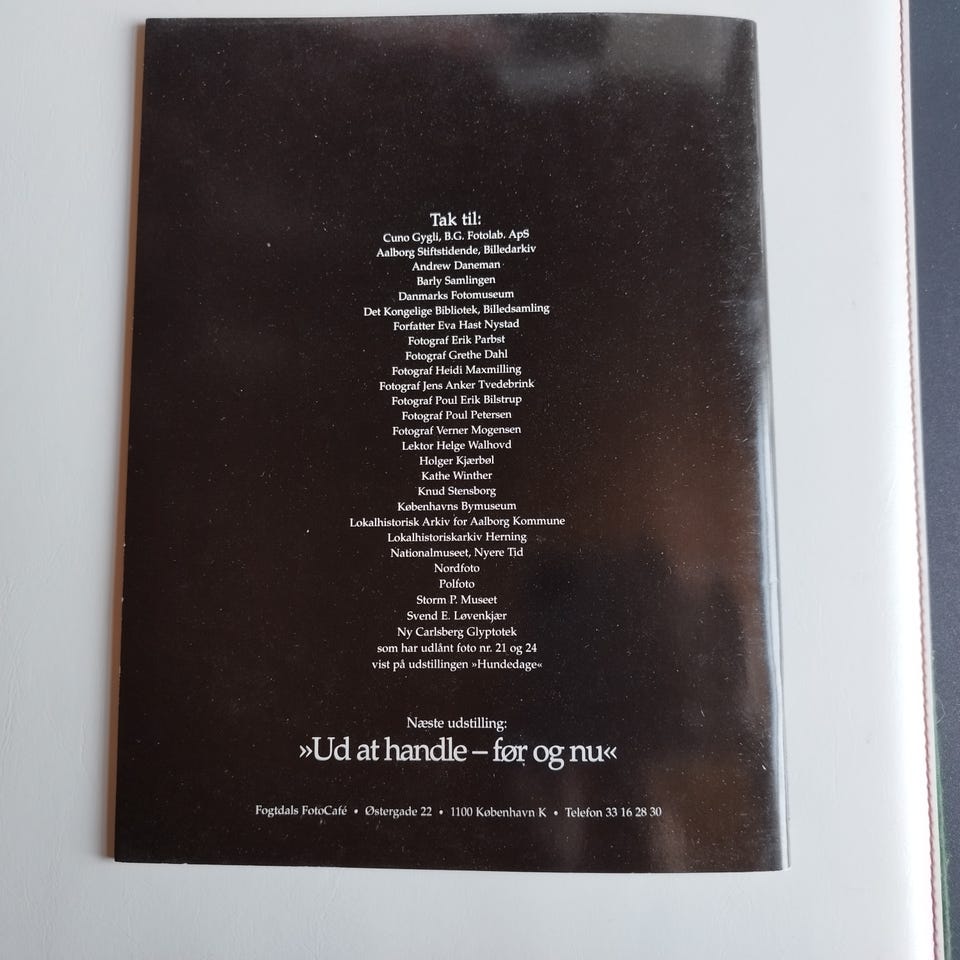 Tak til:
Cuno Gygli, B.G. Fotolab. ApS
Aalborg Stiftstidende, Billedarkiv
Andrew Daneman
Barly Samlingen
Danmarks Fotomuseum
Det Kongelige Bibliotek, Billedsamling
Forfatter Eva Hast Nystad
Fotograf Erik Parbst
Fotograf Grethe Dahl
Fotograf Heidi Maxmilling
Fotograf Jens Anker Tvedebrink
Fotograf Poul Erik Bilstrup
Fotograf Poul Petersen
Fotograf Verner Mogensen
Lektor Helge Walhovd
Holger Kjærbøl
Kathe Winther
Knud Stensborg
Københavns Bymuseum
Lokalhistorisk Arkiv for Aalborg Kommune
Lokalhistoriskarkiv Herning
Nationalmuseet, Nyere Tid
Nordfoto
Polfoto
Storm P. Museet
Svend E. Løvenkjær
Ny Carlsberg Glyptotek
som har udlånt foto nr. 21 og 24
vist på udstillingen »Hundedage«
Næste udstilling:
»Ud at handle – før og nu«
Fogtdals FotoCafé • Østergade 22 • 1100 København K • Telefon 33 16 28 30